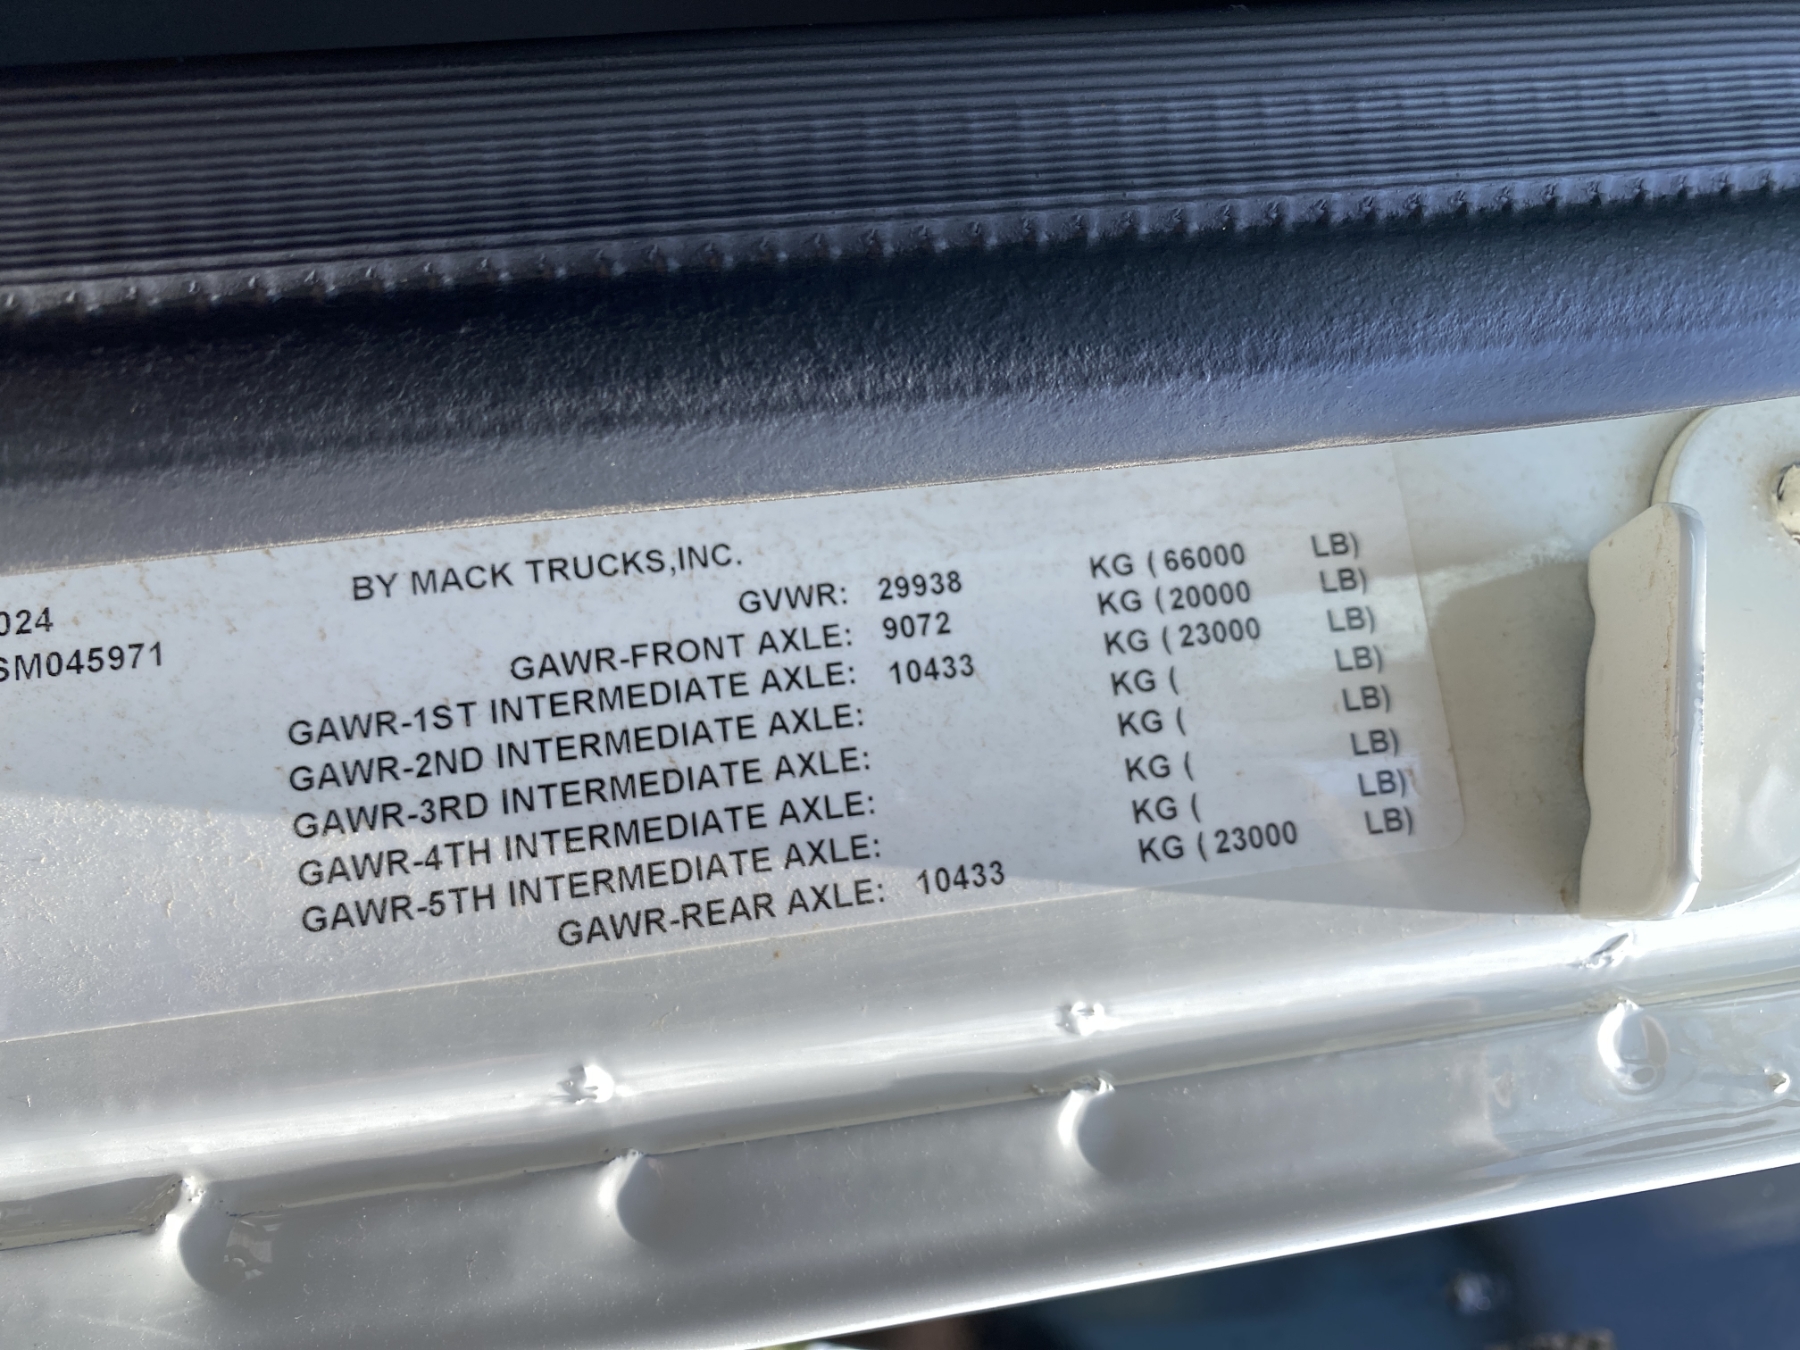 BY MACK TRUCKS,INC.
024
SM045971
GVWR: 29938 KG (66000 LB)
GAWR-FRONT AXLE: 9072 KG (20000 LB)
GAWR-1ST INTERMEDIATE AXLE: 10433 KG (23000 LB)
GAWR-2ND INTERMEDIATE AXLE: KG ( LB)
GAWR-3RD INTERMEDIATE AXLE: KG ( LB)
GAWR-4TH INTERMEDIATE AXLE: KG ( LB)
GAWR-5TH INTERMEDIATE AXLE: KG ( LB)
GAWR-REAR AXLE: 10433 KG (23000 LB)